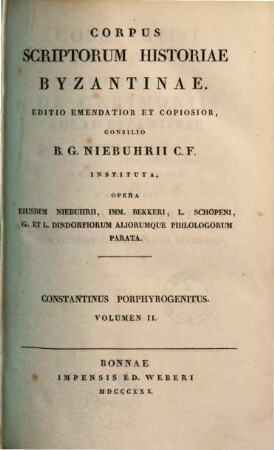 CORPUS
SCRIPTORUM HISTORIAE
BYZANTINAE.
EDITIO EMENDATIOR ET COPIOSIOR,
CONSILIO
B. G. NIEBUHRII C. F.
INSTITUTA,
OPERA
EIUSDEM NIEBUHRII, IMM. BEKKERI, L. SCHOPENI,
G. ET L. DINDORFIORUM ALIORUMQUE PHILOLOGORUM
PARATA.
CONSTANTINUS PORPHYROGENITUS.
VOLUMEN II.
BONNAE
IMPENSIS ED. WEBERI
MDCCCXXX.